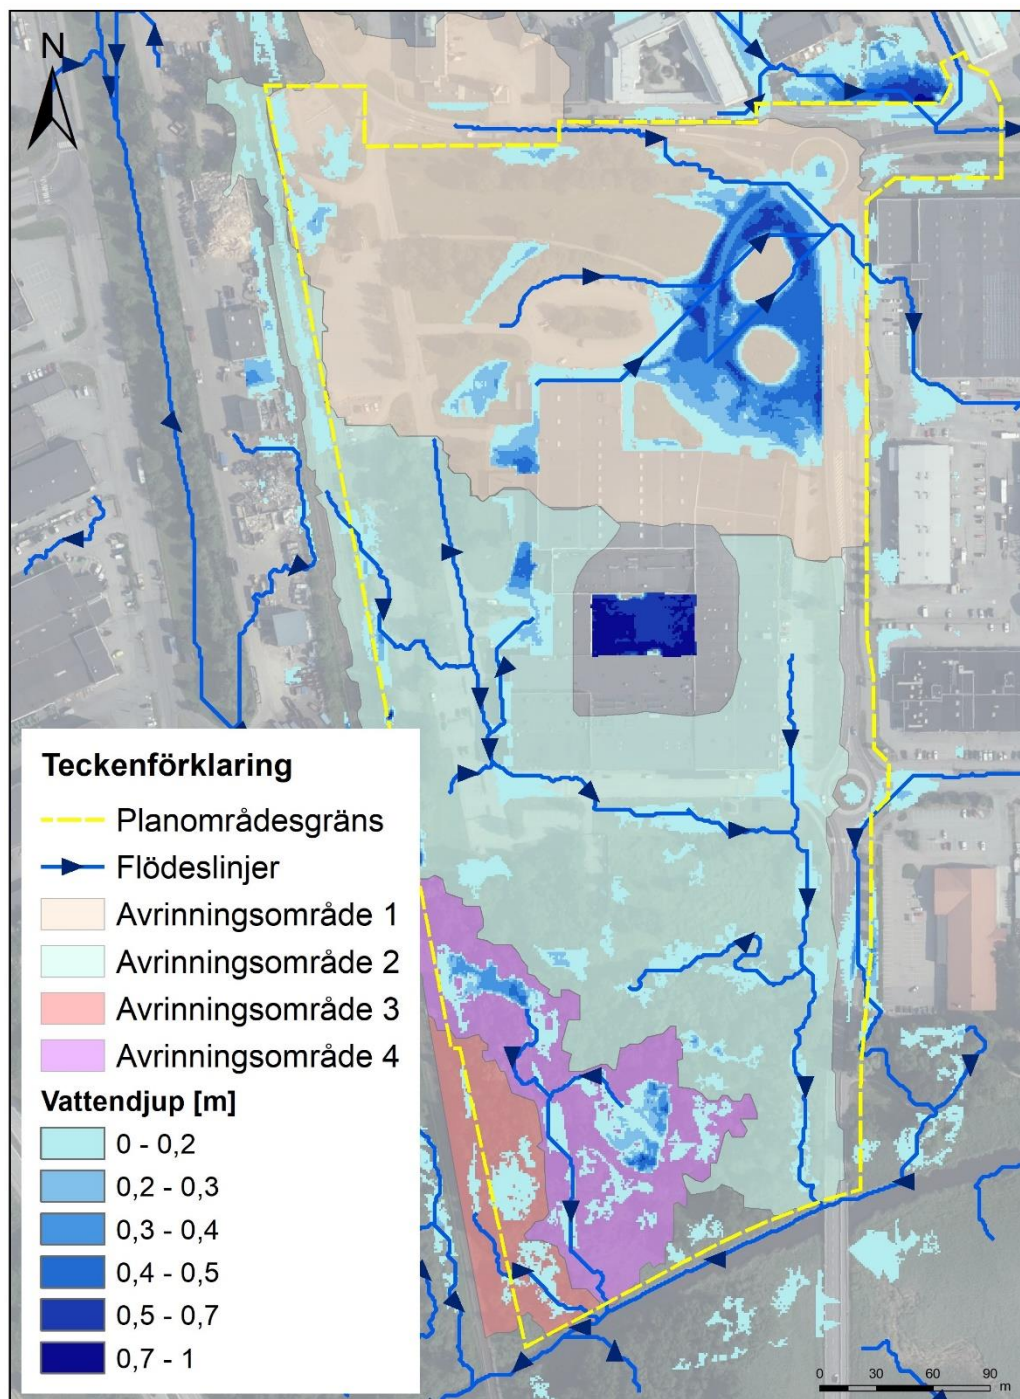 N
Teckenförklaring
Planområdesgräns
Flödeslinjer
Avrinningsområde 1
Avrinningsområde 2
Avrinningsområde 3
Avrinningsområde 4
Vattendjup [m]
0 - 0,2
0,2 - 0,3
0,3 - 0,4
0,4 - 0,5
0,5 - 0,7
0,7 - 1
0 30 60 90
m